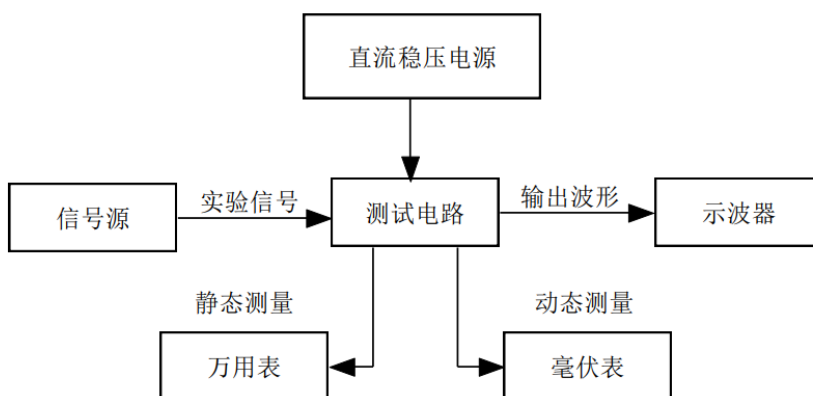 直流稳压电源
信号源
实验信号
测试电路
输出波形
示波器
静态测量
动态测量
万用表
毫伏表